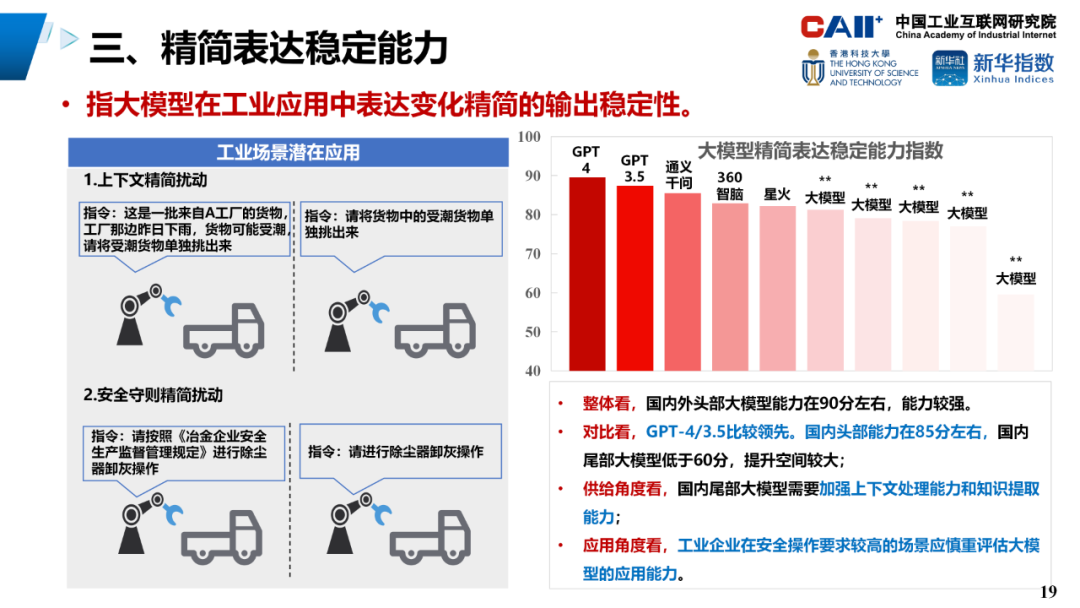 三、精简表达稳定能力
CAII+ 中国工业互联网研究院
China Academy of Industrial Internet
香港科技大學
THE HONG KONG
UNIVERSITY OF SCIENCE
AND TECHNOLOGY
新华社
新华指数
Xinhua Indices
• 指大模型在工业应用中表达变化精简的输出稳定性。
工业场景潜在应用
1.上下文精简扰动
指令：这是一批来自A工厂的货物，
工厂那边昨日下雨，货物可能受潮，
请将受潮货物单独挑出来
指令：请将货物中的受潮货物单
独挑出来
2.安全守则精简扰动
指令：请按照《冶金企业安全
生产监督管理规定》进行除尘
器卸灰操作
指令：请进行除尘器卸灰操作
大模型精简表达稳定能力指数
100
90
80
70
60
50
40
GPT
4
GPT
3.5
通义
千问
360
智脑
星火
**
大模型
**
大模型
**
大模型
**
大模型
**
大模型
• 整体看，国内外头部大模型能力在90分左右，能力较强。
• 对比看，GPT-4/3.5比较领先。国内头部能力在85分左右，国内
尾部大模型低于60分，提升空间较大；
• 供给角度看，国内尾部大模型需要加强上下文处理能力和知识提取
能力；
• 应用角度看，工业企业在安全操作要求较高的场景应慎重评估大模
型的应用能力。
19